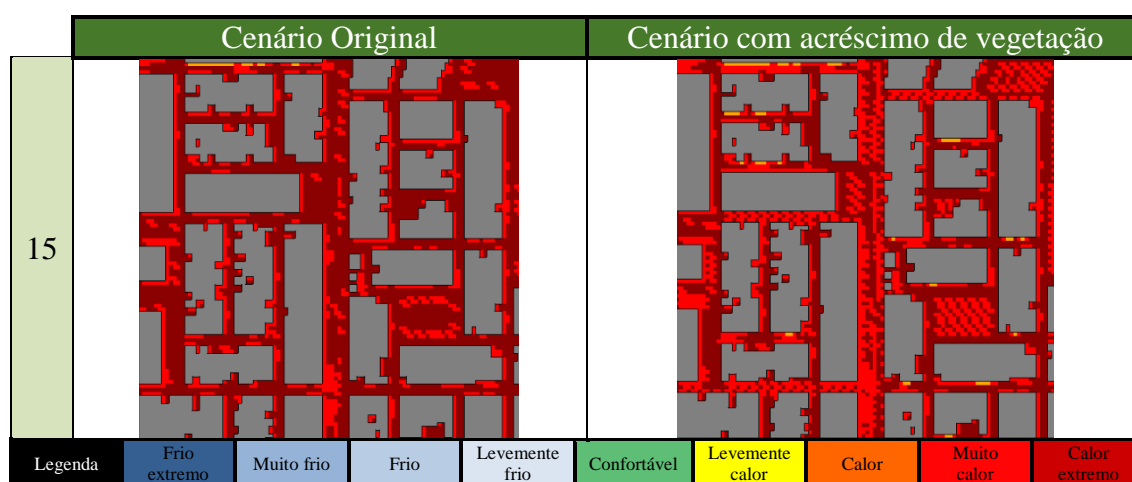 Cenário Original
Cenário com acréscimo de vegetação
15
Legenda
Frio
extremo
Muito frio
Frio
Levemente
frio
Confortável
Levemente
calor
Calor
Muito
calor
Calor
extremo